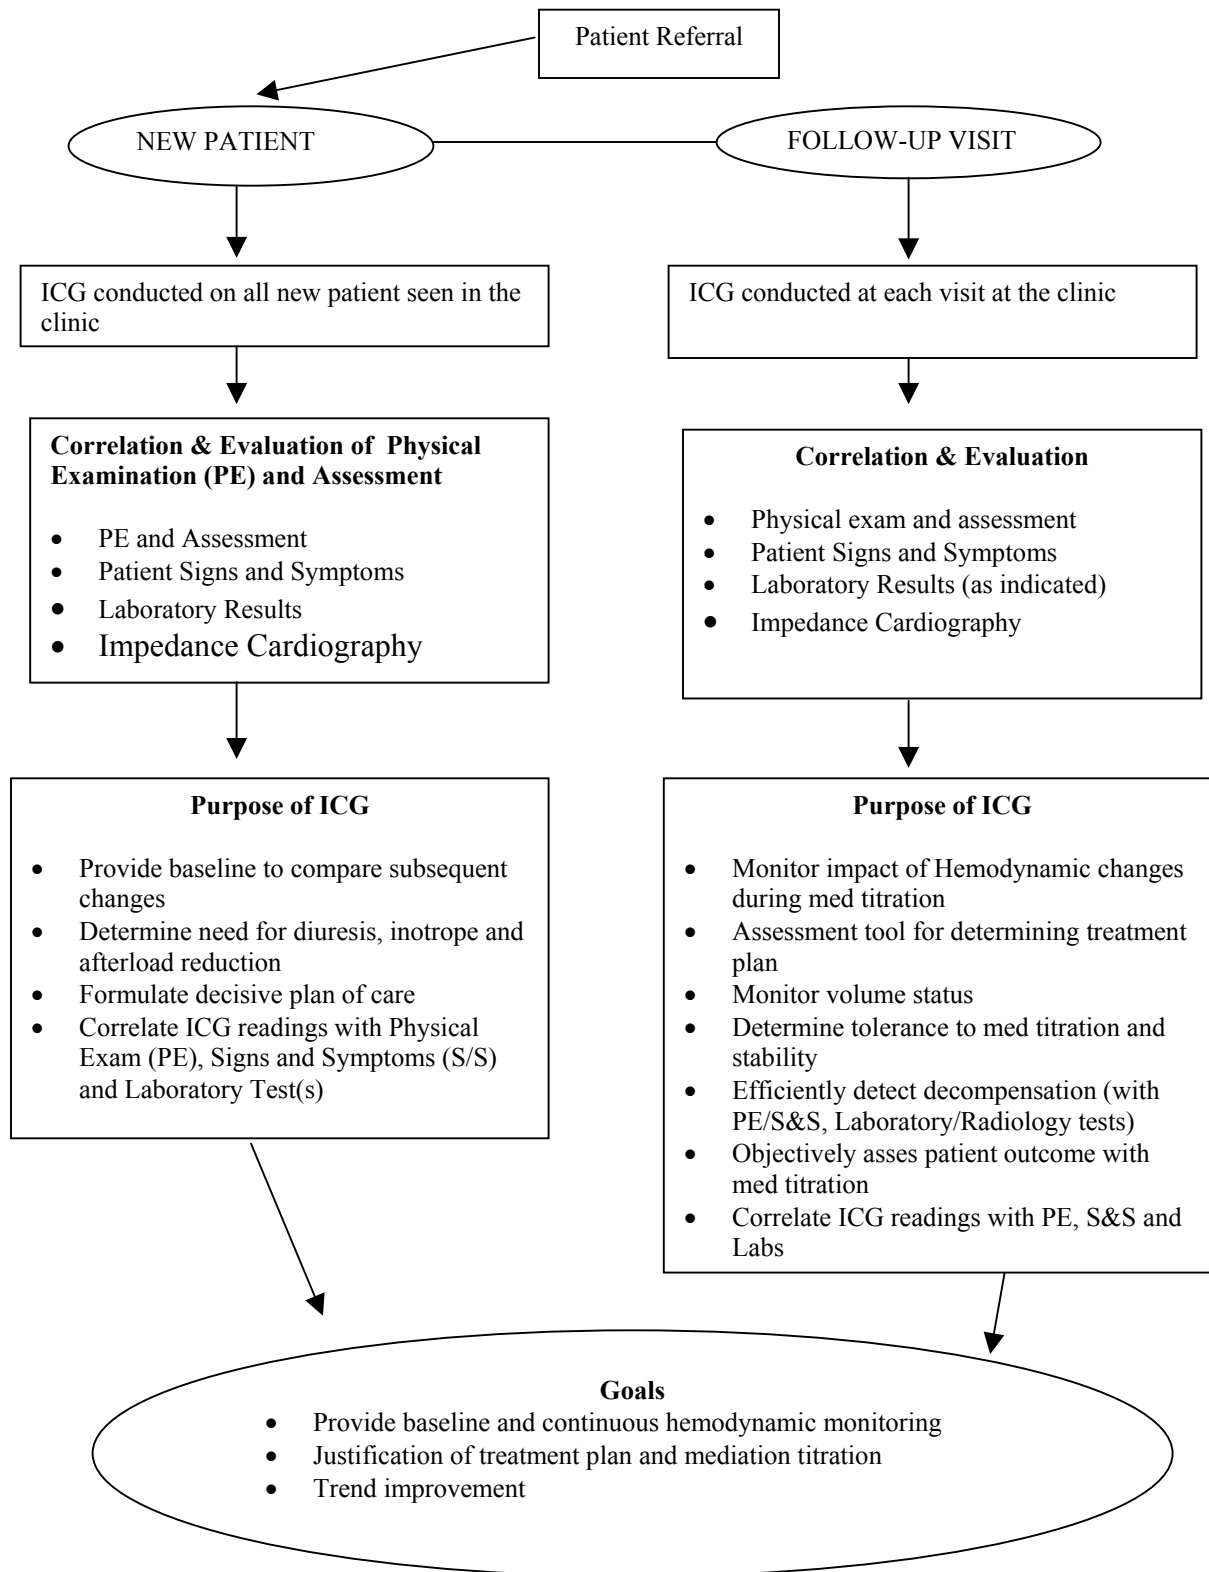 Patient Referral
NEW PATIENT
FOLLOW-UP VISIT
ICG conducted on all new patient seen in the
clinic
ICG conducted at each visit at the clinic
Correlation & Evaluation of Physical
Examination (PE) and Assessment
• PE and Assessment
• Patient Signs and Symptoms
• Laboratory Results
• Impedance Cardiography
Correlation & Evaluation
• Physical exam and assessment
• Patient Signs and Symptoms
• Laboratory Results (as indicated)
• Impedance Cardiography
Purpose of ICG
• Provide baseline to compare subsequent
changes
• Determine need for diuresis, inotrope and
afterload reduction
• Formulate decisive plan of care
• Correlate ICG readings with Physical
Exam (PE), Signs and Symptoms (S/S)
and Laboratory Test(s)
Purpose of ICG
• Monitor impact of Hemodynamic changes
during med titration
• Assessment tool for determining treatment
plan
• Monitor volume status
• Determine tolerance to med titration and
stability
• Efficiently detect decompensation (with
PE/S&S, Laboratory/Radiology tests)
• Objectively asses patient outcome with
med titration
• Correlate ICG readings with PE, S&S and
Labs
Goals
• Provide baseline and continuous hemodynamic monitoring
• Justification of treatment plan and mediation titration
• Trend improvement